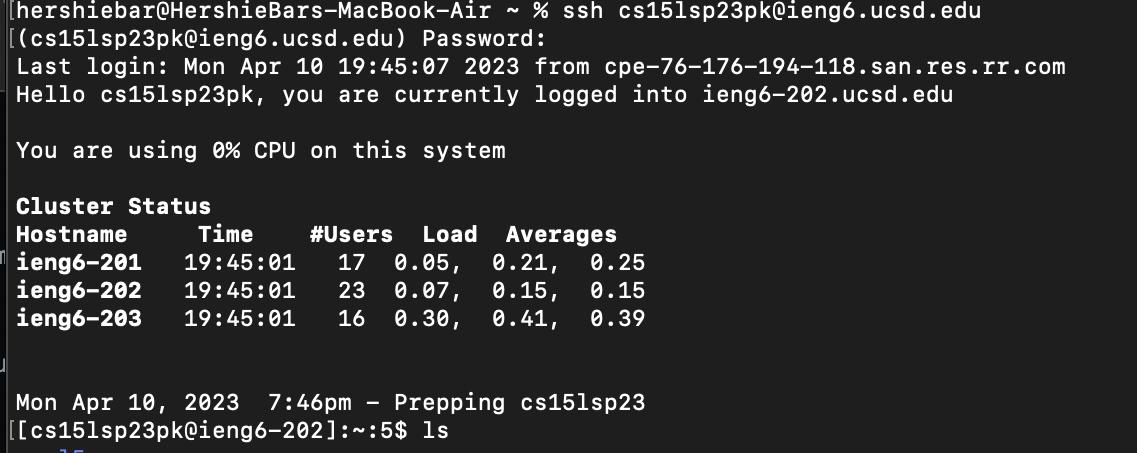 [hershiebar@HershieBars-MacBook-Air ~ % ssh cs15lsp23pk@ieng6.ucsd.edu
[(cs15lsp23pk@ieng6.ucsd.edu) Password:
Last login: Mon Apr 10 19:45:07 2023 from cpe-76-176-194-118.san.res.rr.com
Hello cs15lsp23pk, you are currently logged into ieng6-202.ucsd.edu
You are using 0% CPU on this system
Cluster Status
Hostname     Time    #Users  Load  Averages
ieng6-201   19:45:01   17  0.05,  0.21,  0.25
ieng6-202   19:45:01   23  0.07,  0.15,  0.15
ieng6-203   19:45:01   16  0.30,  0.41,  0.39
Mon Apr 10, 2023  7:46pm - Prepping cs15lsp23
[[cs15lsp23pk@ieng6-202]:~:5$ ls